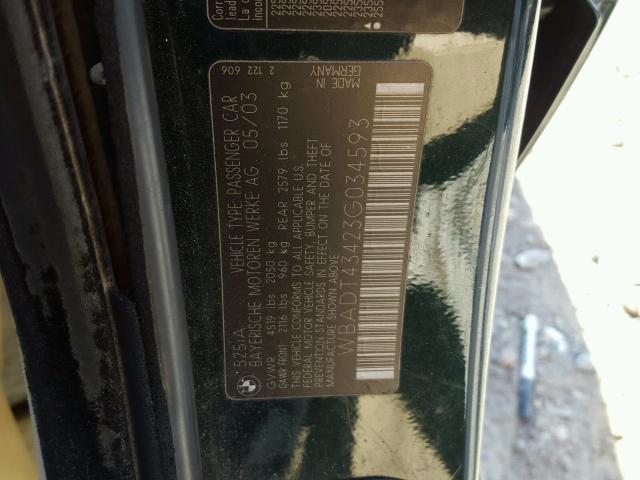 525iA
VEHICLE TYPE: PASSENGER CAR
BAYERISCHE MOTOREN WERKE AG 05/03
GVWR 4519 lbs 2050 kg
GAWR FRONT 2116 lbs 960 kg REAR 2579 lbs 1170 kg
THIS VEHICLE CONFORMS TO ALL APPLICABLE U.S.
FEDERAL MOTOR VEHICLE SAFETY, BUMPER AND THEFT
PREVENTION STANDARDS IN EFFECT ON THE DATE OF
MANUFACTURE SHOWN ABOVE.
WBADT43423G034593
2 122 606
MADE IN
GERMANY